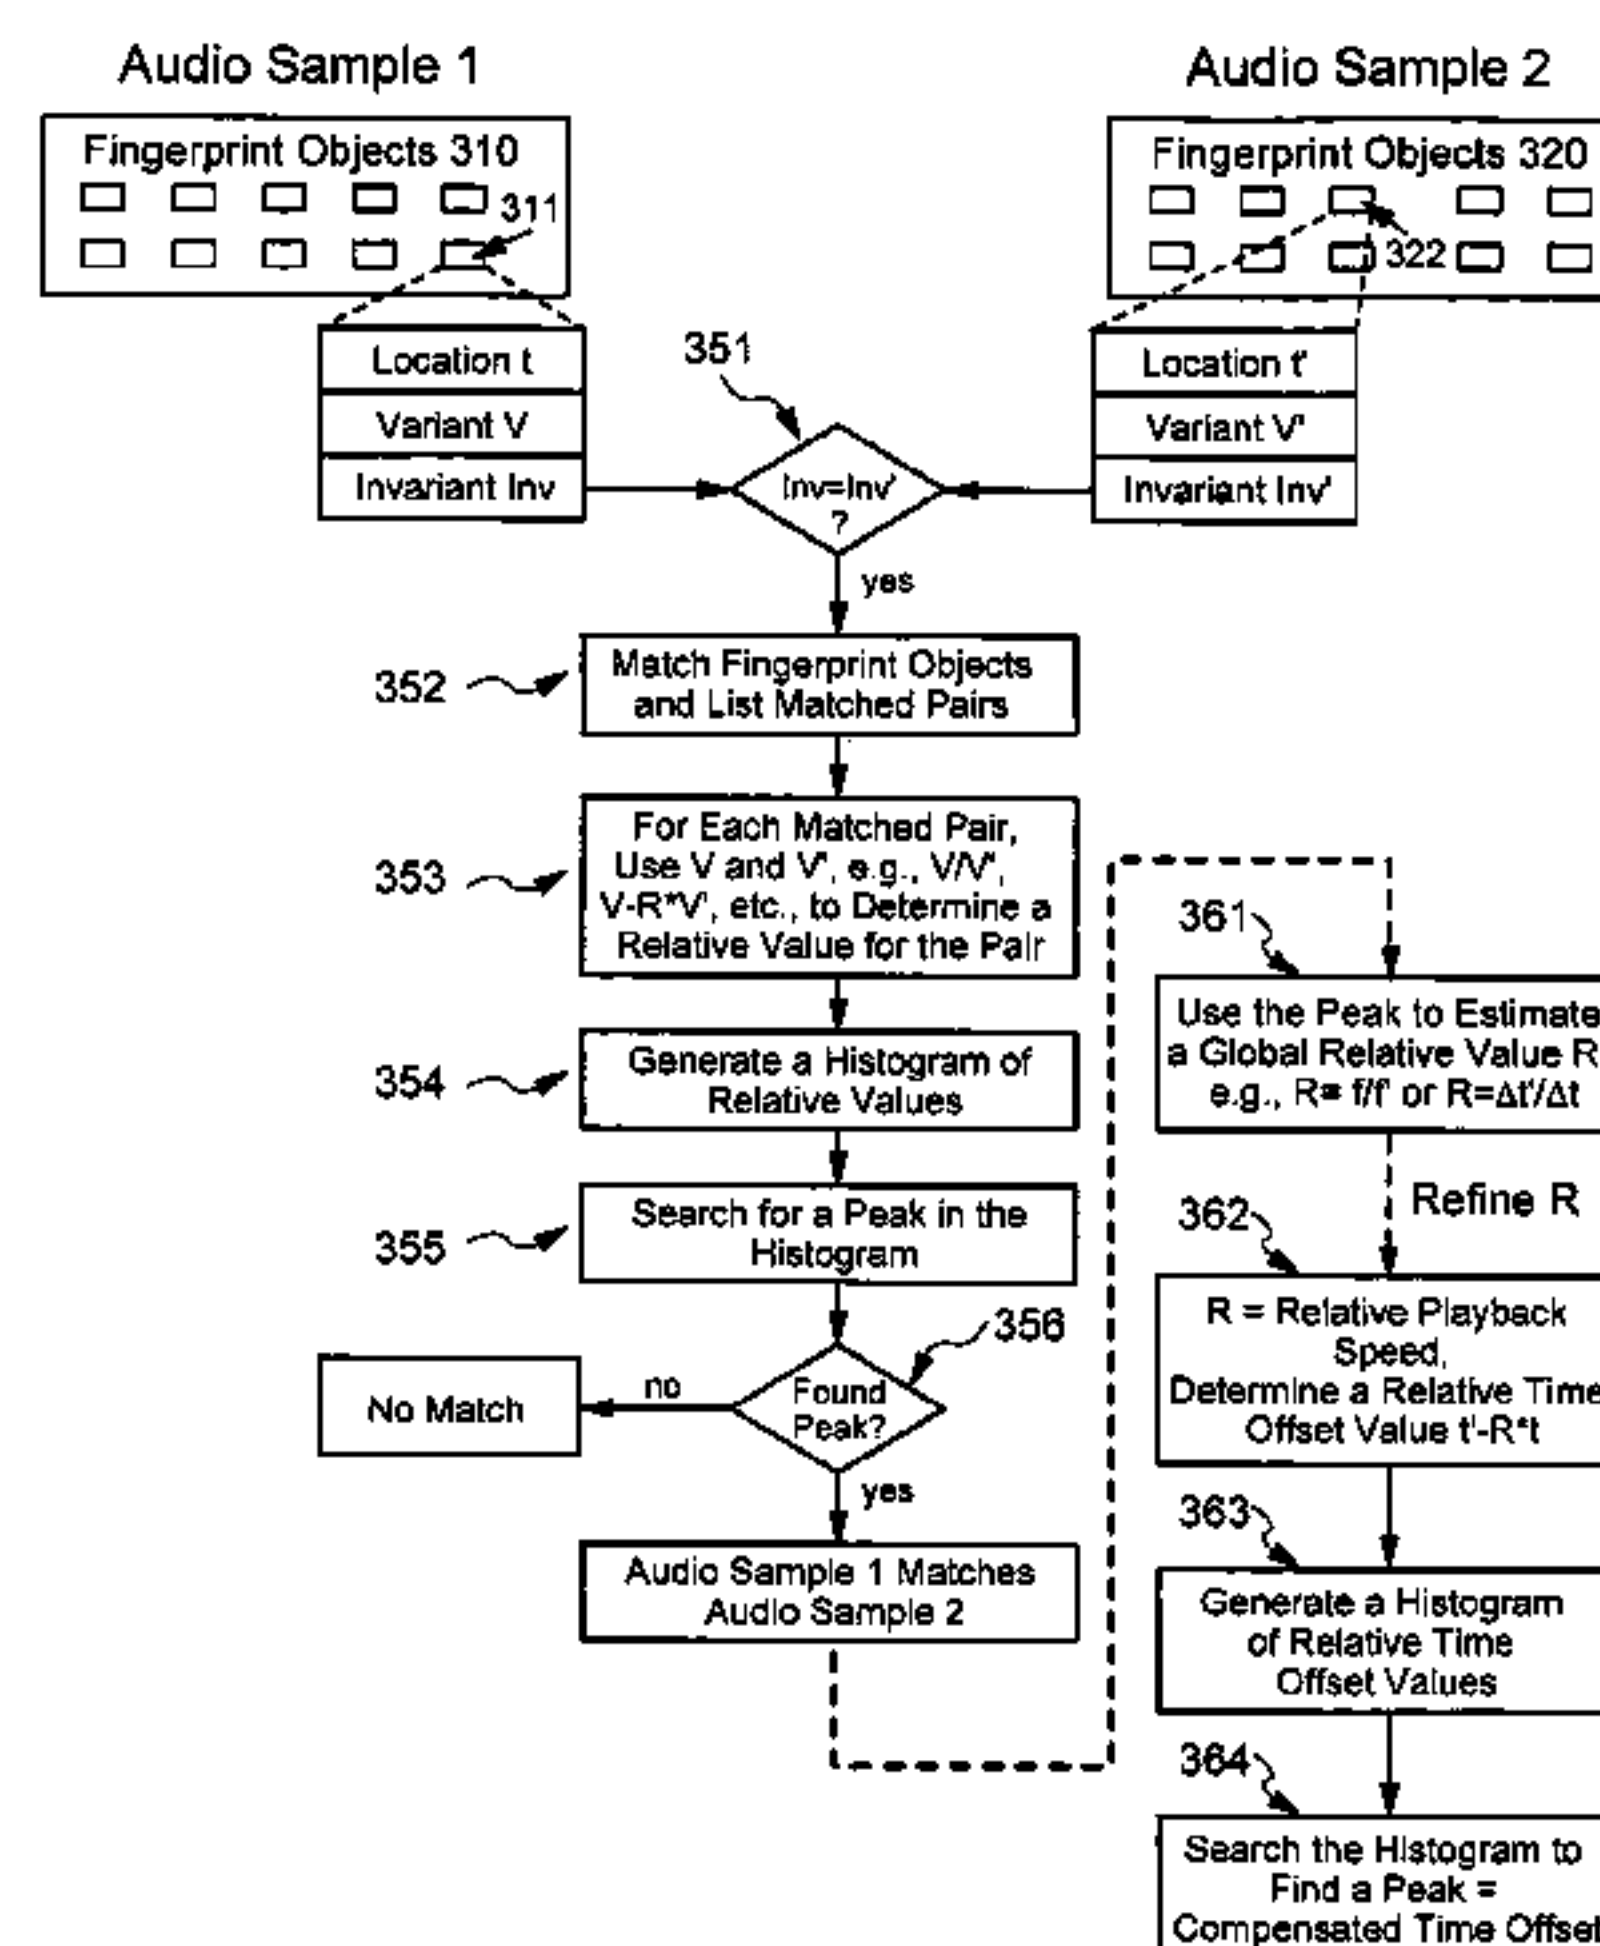 Audio Sample 1
Audio Sample 2
Fingerprint Objects 310
311
Fingerprint Objects 320
322
Location t
Variant V
Invariant Inv
Location t'
Variant V'
Invariant Inv'
351
Inv=Inv'
?
yes
352
Match Fingerprint Objects
and List Matched Pairs
353
For Each Matched Pair,
Use V and V', e.g., V/V',
V-R*V', etc., to Determine a
Relative Value for the Pair
354
Generate a Histogram of
Relative Values
355
Search for a Peak in the
Histogram
356
Found
Peak?
no
No Match
yes
Audio Sample 1 Matches
Audio Sample 2
361
Use the Peak to Estimate
a Global Relative Value R
e.g., R= f/f' or R=Δt'/Δt
Refine R
362
R = Relative Playback
Speed,
Determine a Relative Time
Offset Value t'-R*t
363
Generate a Histogram
of Relative Time
Offset Values
364
Search the Histogram to
Find a Peak =
Compensated Time Offset